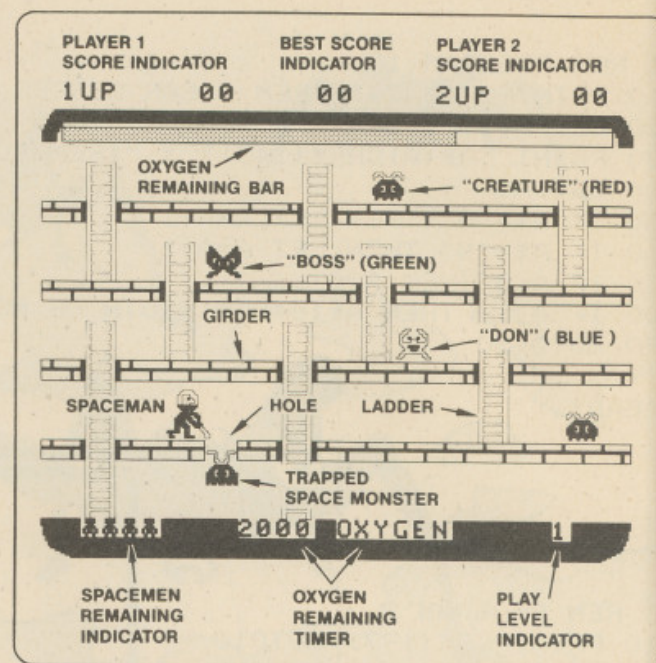 PLAYER 1
SCORE INDICATOR
BEST SCORE
INDICATOR
PLAYER 2
SCORE INDICATOR
1UP 00 00 2UP 00
OXYGEN
REMAINING BAR
"CREATURE" (RED)
"BOSS" (GREEN)
GIRDER
"DON" ( BLUE )
SPACEMAN
HOLE
LADDER
TRAPPED
SPACE MONSTER
2000 OXYGEN 1
SPACEMEN
REMAINING
INDICATOR
OXYGEN
REMAINING
TIMER
PLAY
LEVEL
INDICATOR